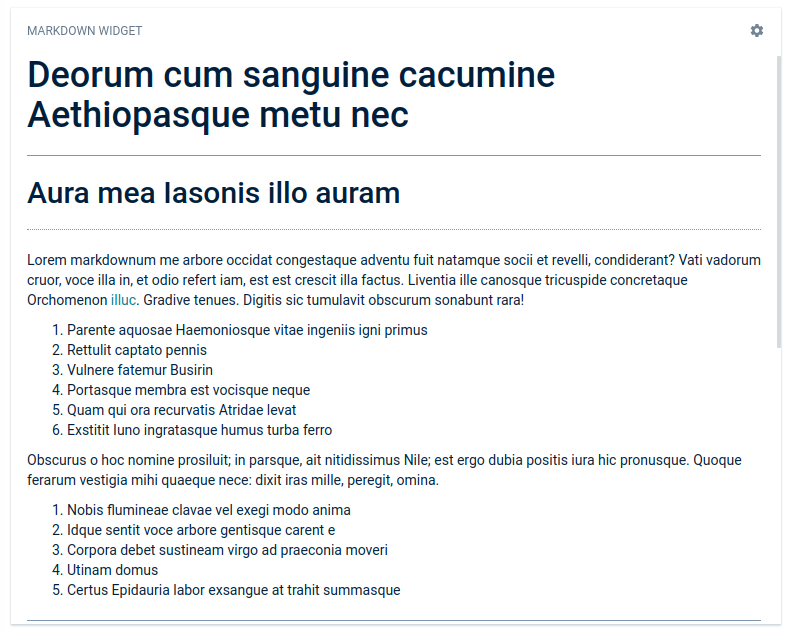 MARKDOWN WIDGET
Deorum cum sanguine cacumine
Aethiopasque metu nec
Aura mea Iasonis illo auram
Lorem markdownum me arbore occidat congestaque adventu fuit natamque socii et revelli, condiderant? Vati vadorum
cruor, voce illa in, et odio refert iam, est est crescit illa factus. Liventia ille canosque tricuspide concretaque
Orchomenon illuc. Gradive tenues. Digitis sic tumulavit obscurum sonabunt rara!
1. Parente aquosae Haemoniosque vitae ingeniis igni primus
2. Rettulit captato pennis
3. Vulnere fatemur Busirin
4. Portasque membra est vocisque neque
5. Quam qui ora recurvatis Atridae levat
6. Exstitit Iuno ingratasque humus turba ferro
Obscurus o hoc nomine prosiluit; in parsque, ait nitidissimus Nile; est ergo dubia positis iura hic pronusque. Quoque
ferarum vestigia mihi quaeque nece: dixit iras mille, peregit, omina.
1. Nobis flumineae clavae vel exegi modo anima
2. Idque sentit voce arbore gentisque carent e
3. Corpora debet sustineam virgo ad praeconia moveri
4. Utinam domus
5. Certus Epidauria labor exsangue at trahit summasque